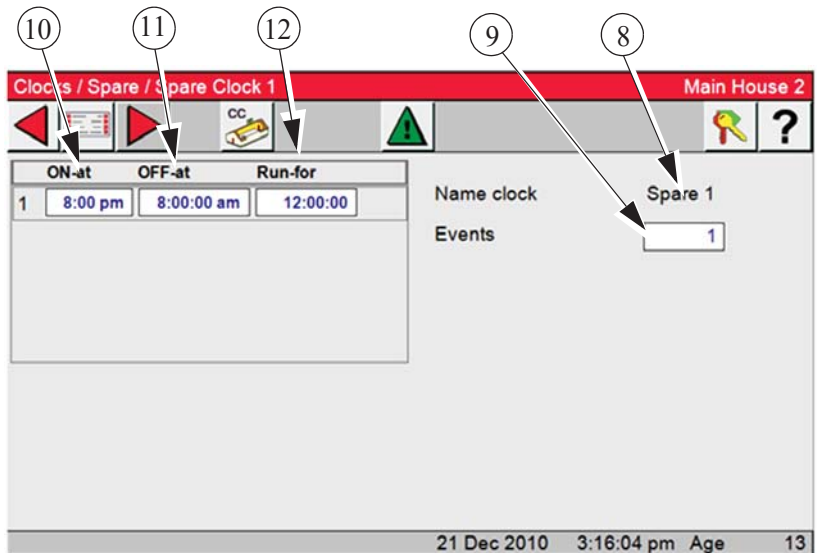 10 11 12 9 8
Clocks / Spare / Spare Clock 1 Main House 2
CC ?
ON-at OFF-at Run-for
1 8:00 pm 8:00:00 am 12:00:00
Name clock Spare 1
Events 1
21 Dec 2010 3:16:04 pm Age 13